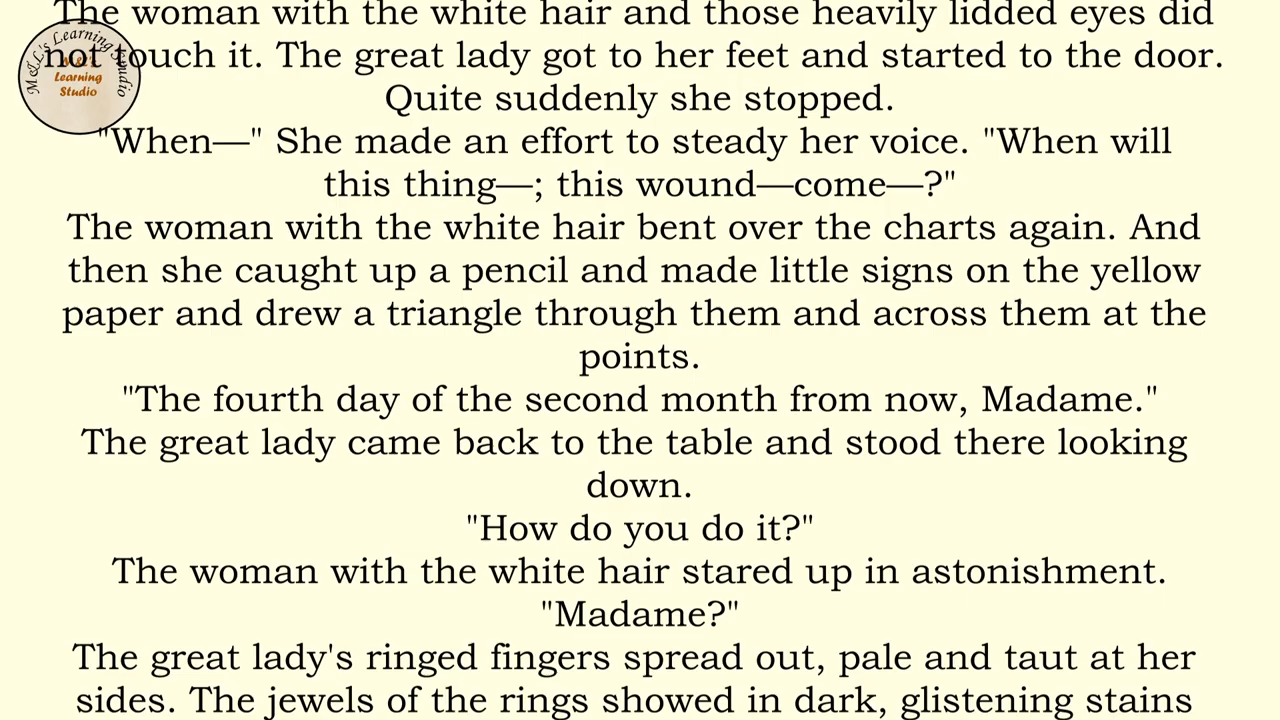 The woman with the white hair and those heavily lidded eyes did
not touch it. The great lady got to her feet and started to the door.
Quite suddenly she stopped.
"When—" She made an effort to steady her voice. "When will
this thing—; this wound—come—?"
The woman with the white hair bent over the charts again. And
then she caught up a pencil and made little signs on the yellow
paper and drew a triangle through them and across them at the
points.
"The fourth day of the second month from now, Madame."
The great lady came back to the table and stood there looking
down.
"How do you do it?"
The woman with the white hair stared up in astonishment.
"Madame?"
The great lady's ringed fingers spread out, pale and taut at her
sides. The jewels of the rings showed in dark, glistening stains
Learning
Studio